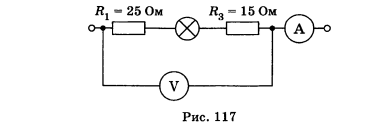 R₁ = 25 Ом R₃ = 15 Ом
A
V
Рис. 117